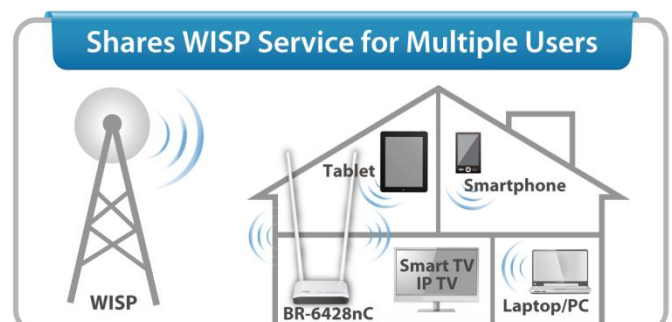 Shares WISP Service for Multiple Users
Tablet
Smartphone
Smart TV
IP TV
WISP
BR-6428nC
Laptop/PC